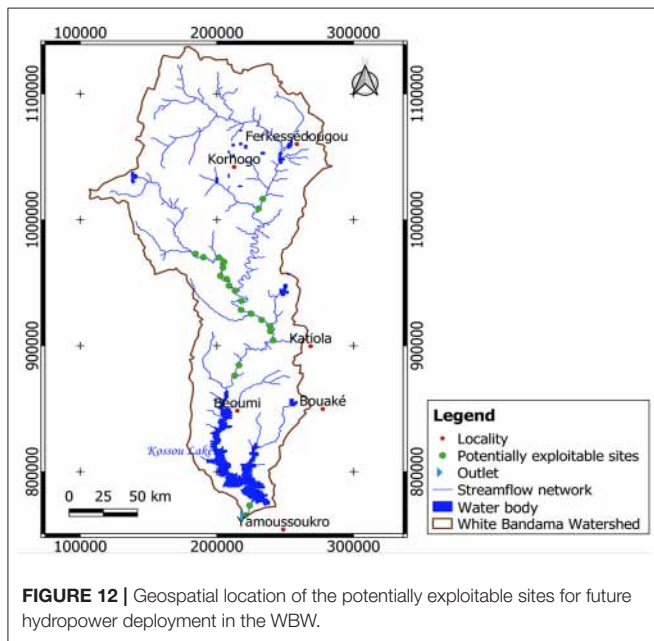 100000 200000 300000
1100000 1100000
Ferkessédougou
Korhogo
1000000 1000000
900000 900000
Katiola
Béoumi Bouaké
Kossou Lake
800000 800000
0 25 50 km
Yamoussoukro
100000 200000 300000
Legend
Locality
Potentially exploitable sites
Outlet
Streamflow network
Water body
White Bandama Watershed
FIGURE 12 | Geospatial location of the potentially exploitable sites for future
hydropower deployment in the WBW.